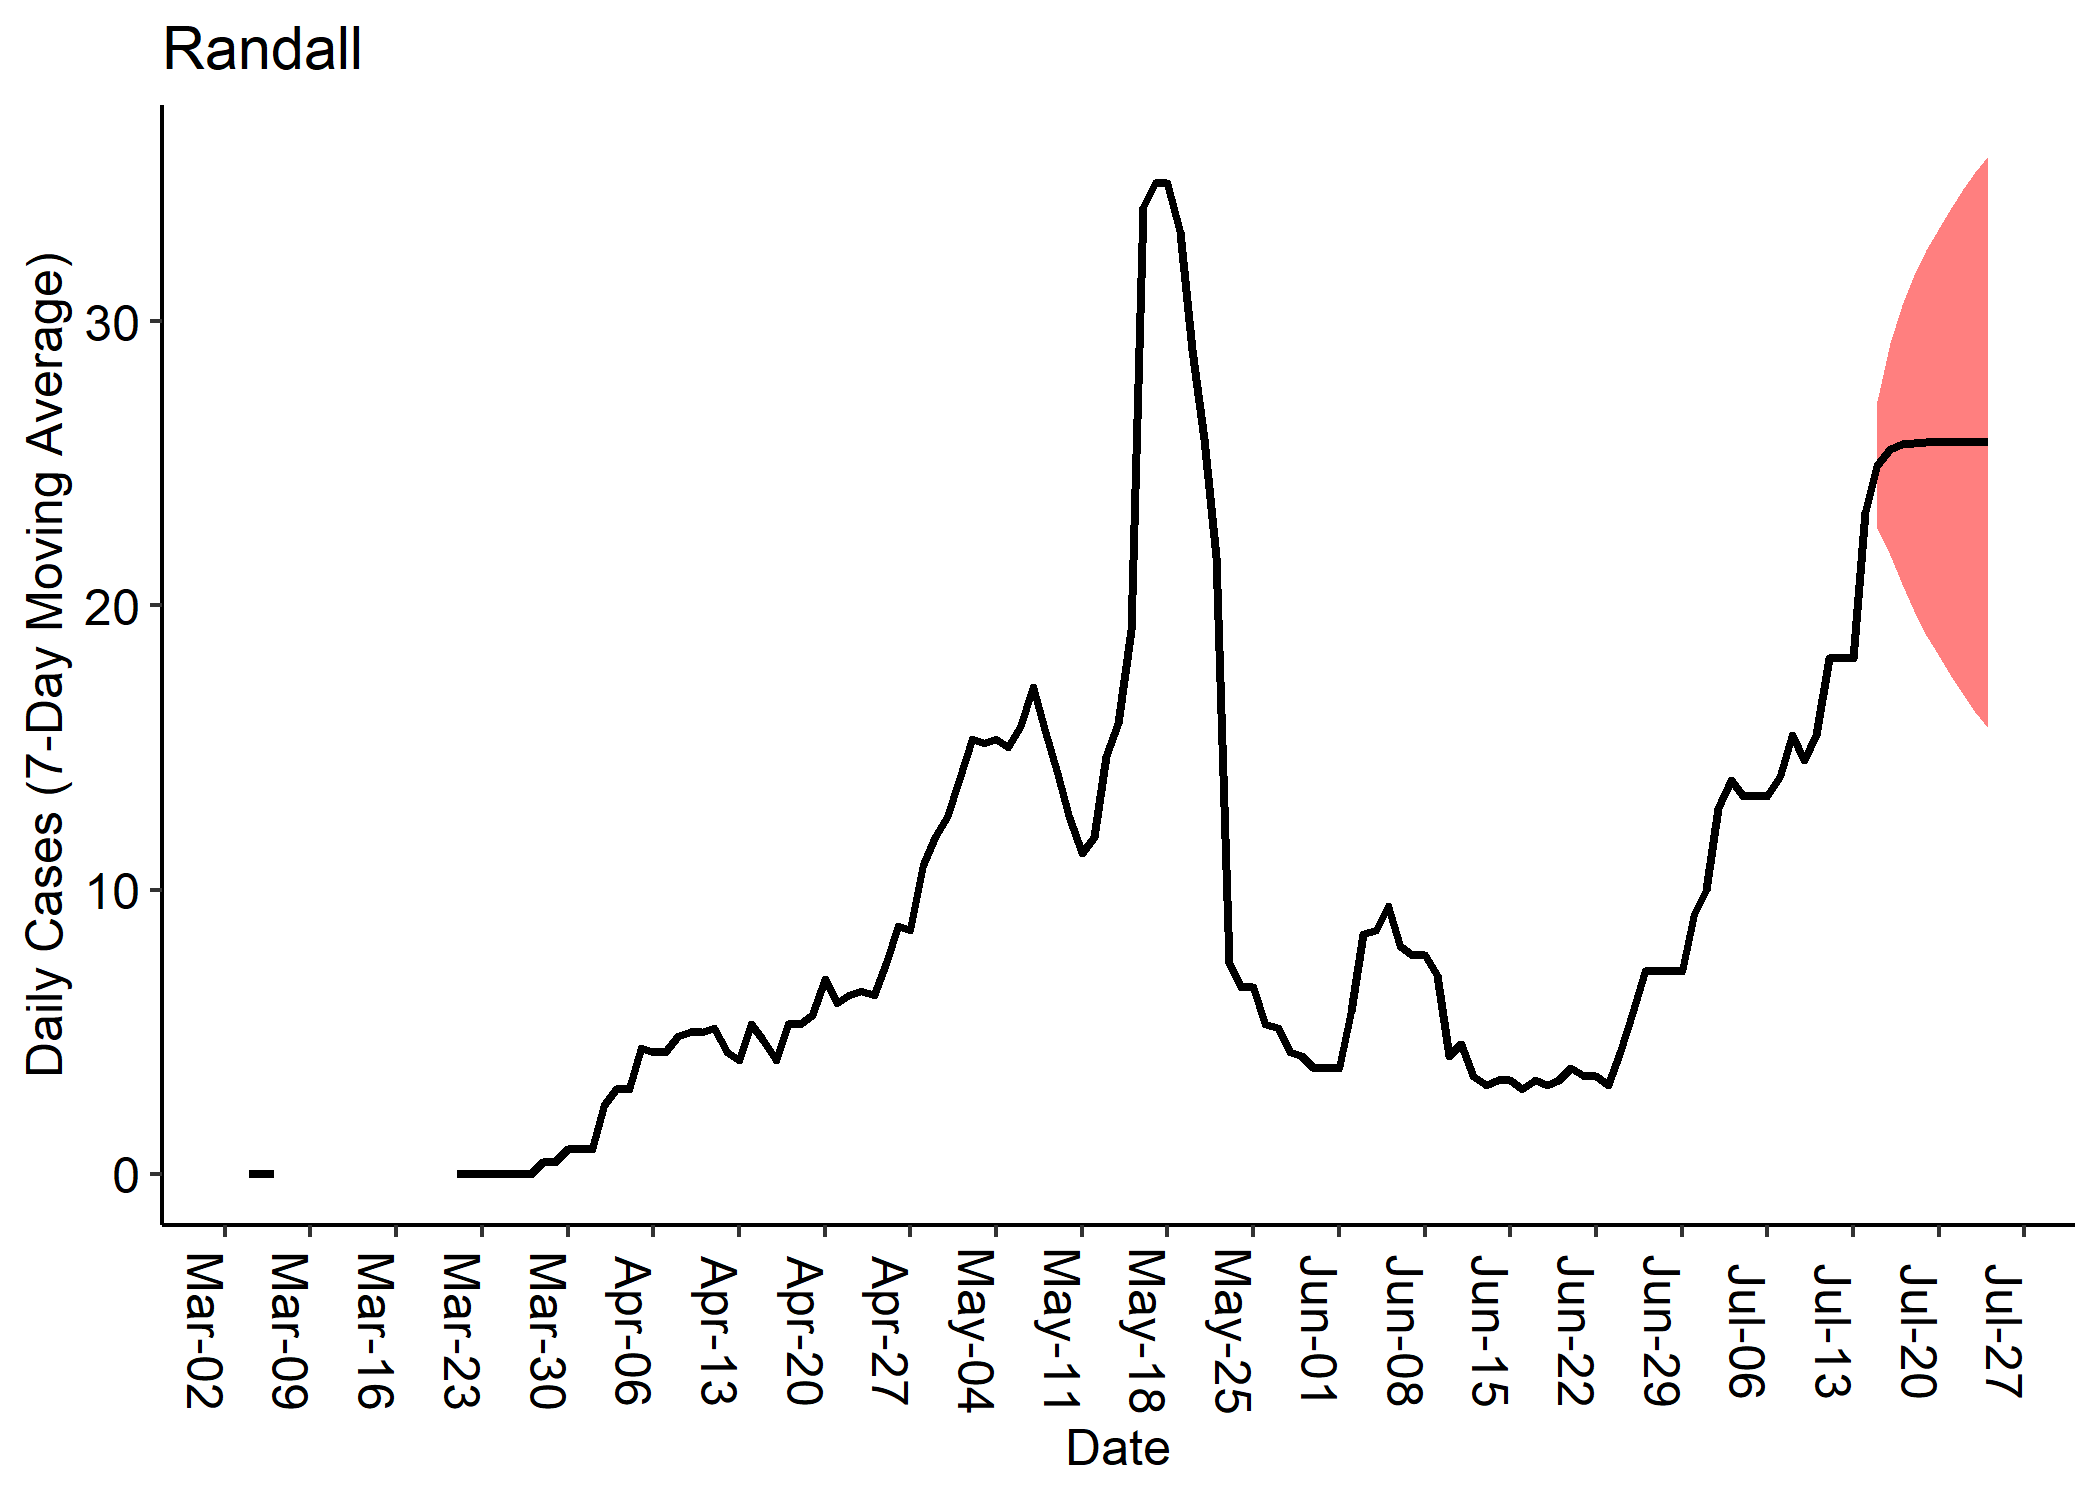 Randall
Daily Cases (7-Day Moving Average)
30
20
10
0
Mar-02
Mar-09
Mar-16
Mar-23
Mar-30
Apr-06
Apr-13
Apr-20
Apr-27
May-04
May-11
May-18
May-25
Jun-01
Jun-08
Jun-15
Jun-22
Jun-29
Jul-06
Jul-13
Jul-20
Jul-27
Date